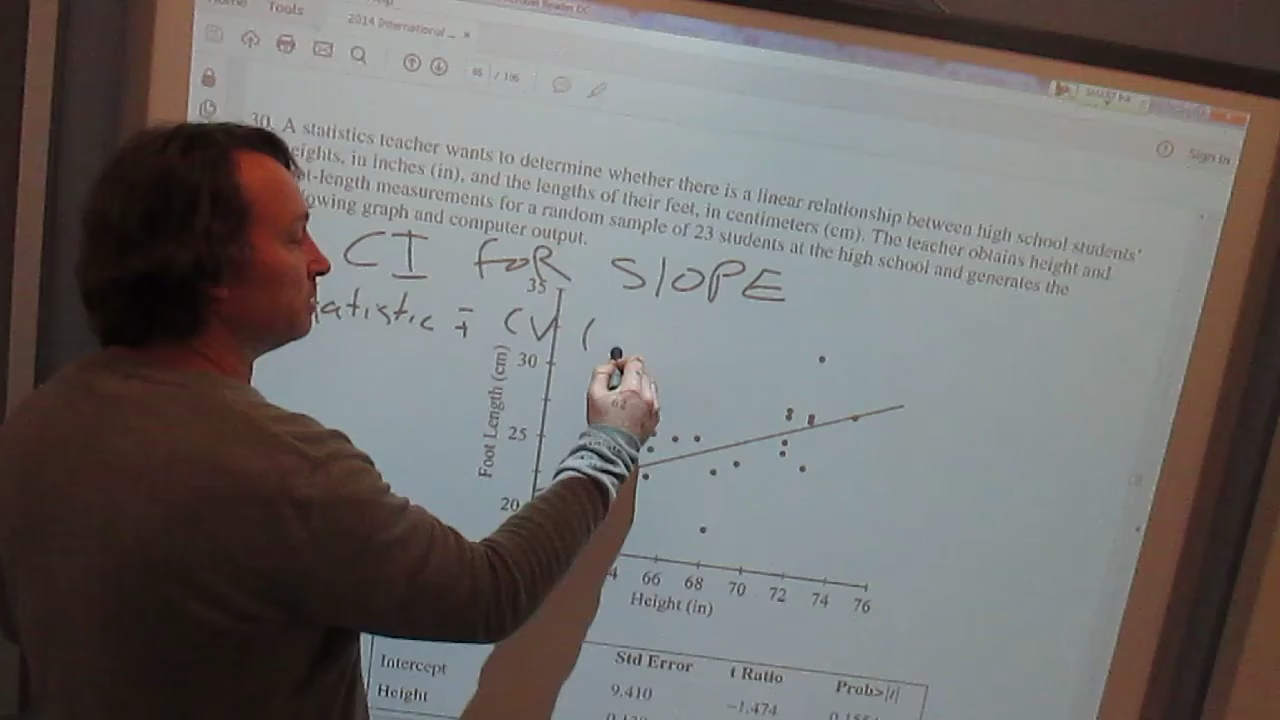 Tools
2014 International ... ×
/ 106
Sign In
30. A statistics teacher wants to determine whether there is a linear relationship between high school students'
eights, in inches (in), and the lengths of their feet, in centimeters (cm). The teacher obtains height and
t-length measurements for a random sample of 23 students at the high school and generates the
owing graph and computer output.
CI FOR SLOPE
atistic ∓ CV (
35
30
25
20
Foot Length (cm)
62
4 66 68 70 72 74 76
Height (in)
Std Error t Ratio Prob>|t|
Intercept 9.410 −1.474
Height